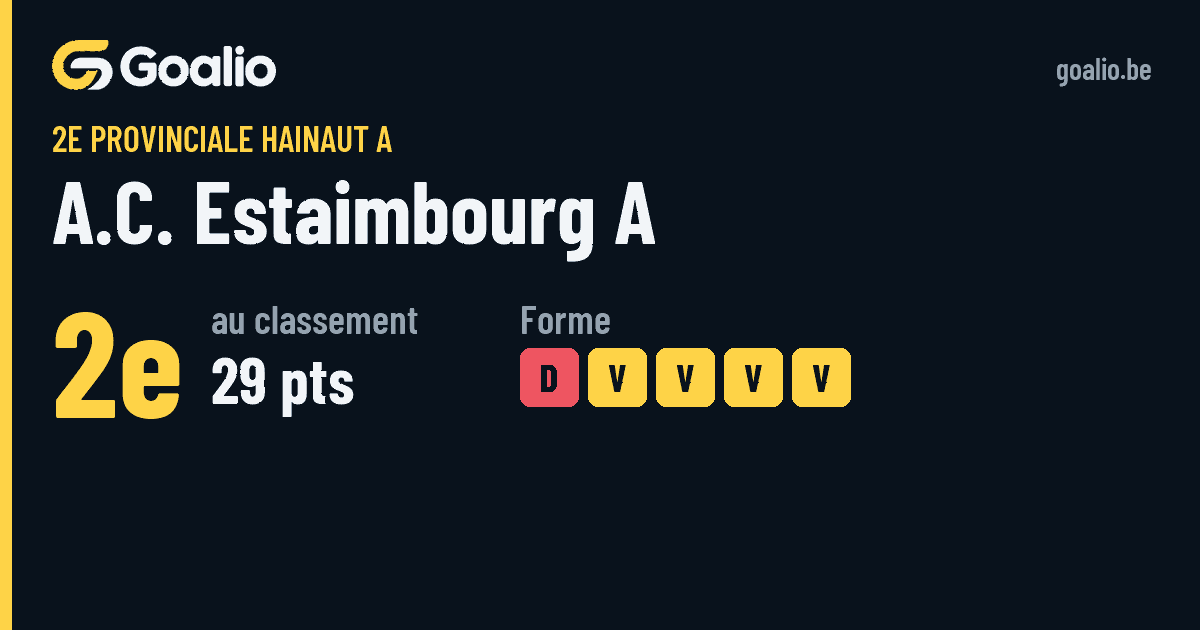 Goalio
goalio.be
2E PROVINCIALE HAINAUT A
A.C. Estaimbourg A
2e
au classement
29 pts
Forme
D V V V V